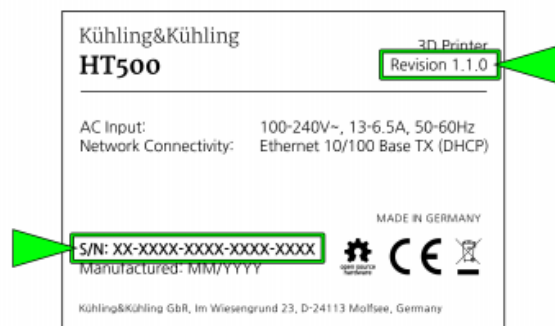 Kühling&Kühling
HT500
3D Printer
Revision 1.1.0
AC Input: 100-240V~, 13-6.5A, 50-60Hz
Network Connectivity: Ethernet 10/100 Base TX (DHCP)
MADE IN GERMANY
S/N: XX-XXXX-XXXX-XXXX-XXXX
Manufactured: MM/YYYY
open source
hardware
CE
Kühling&Kühling GbR, Im Wiesengrund 23, D-24113 Molfsee, Germany